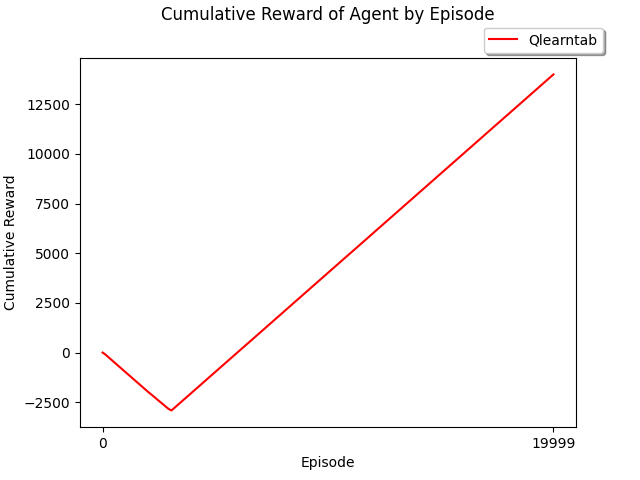 Cumulative Reward of Agent by Episode
Qlearntab
12500
10000
7500
5000
2500
0
−2500
Cumulative Reward
0
19999
Episode